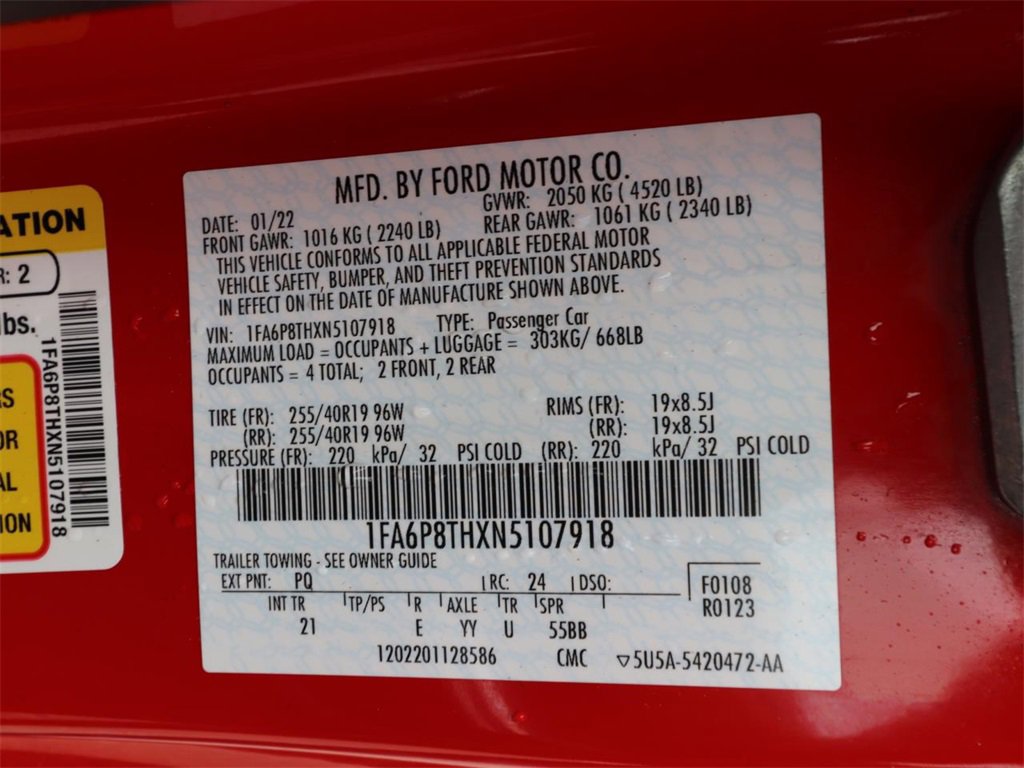 MFD. BY FORD MOTOR CO.
DATE: 01/22 GVWR: 2050 KG ( 4520 LB)
FRONT GAWR: 1016 KG ( 2240 LB) REAR GAWR: 1061 KG ( 2340 LB)
THIS VEHICLE CONFORMS TO ALL APPLICABLE FEDERAL MOTOR
VEHICLE SAFETY, BUMPER, AND THEFT PREVENTION STANDARDS
IN EFFECT ON THE DATE OF MANUFACTURE SHOWN ABOVE.
VIN: 1FA6P8THXN5107918 TYPE: Passenger Car
MAXIMUM LOAD = OCCUPANTS + LUGGAGE = 303KG/ 668LB
OCCUPANTS = 4 TOTAL; 2 FRONT, 2 REAR
TIRE (FR): 255/40R19 96W RIMS (FR): 19x8.5J
(RR): 255/40R19 96W (RR): 19x8.5J
PRESSURE (FR): 220 kPa/ 32 PSI COLD (RR): 220 kPa/ 32 PSI COLD
1FA6P8THXN5107918
TRAILER TOWING - SEE OWNER GUIDE
EXT PNT: PQ RC: 24 DSO:
F0108
R0123
INT TR TP/PS R AXLE TR SPR
21 E YY U 55BB
1202201128586 CMC ▽5U5A-5420472-AA
ATION
R: 2
lbs.
RS
OR
AL
ION
1FA6P8THXN5107918